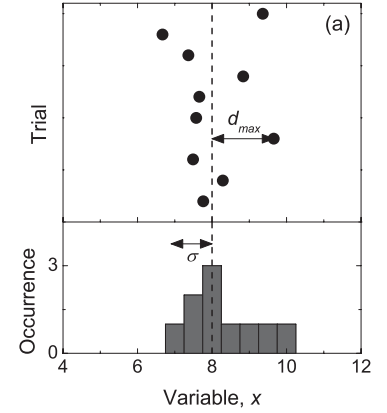 (a)
Trial
d_max
Occurrence
3
σ
0
4 6 8 10 12
Variable, x